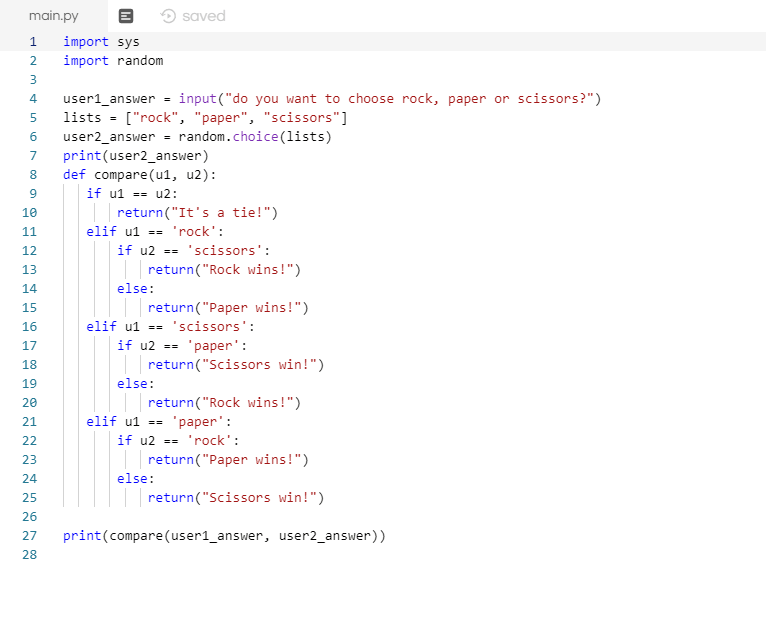 main.py saved
1 import sys
2 import random
3
4 user1_answer = input("do you want to choose rock, paper or scissors?")
5 lists = ["rock", "paper", "scissors"]
6 user2_answer = random.choice(lists)
7 print(user2_answer)
8 def compare(u1, u2):
9     if u1 == u2:
10         return("It's a tie!")
11     elif u1 == 'rock':
12         if u2 == 'scissors':
13             return("Rock wins!")
14         else:
15             return("Paper wins!")
16     elif u1 == 'scissors':
17         if u2 == 'paper':
18             return("Scissors win!")
19         else:
20             return("Rock wins!")
21     elif u1 == 'paper':
22         if u2 == 'rock':
23             return("Paper wins!")
24         else:
25             return("Scissors win!")
26
27 print(compare(user1_answer, user2_answer))
28